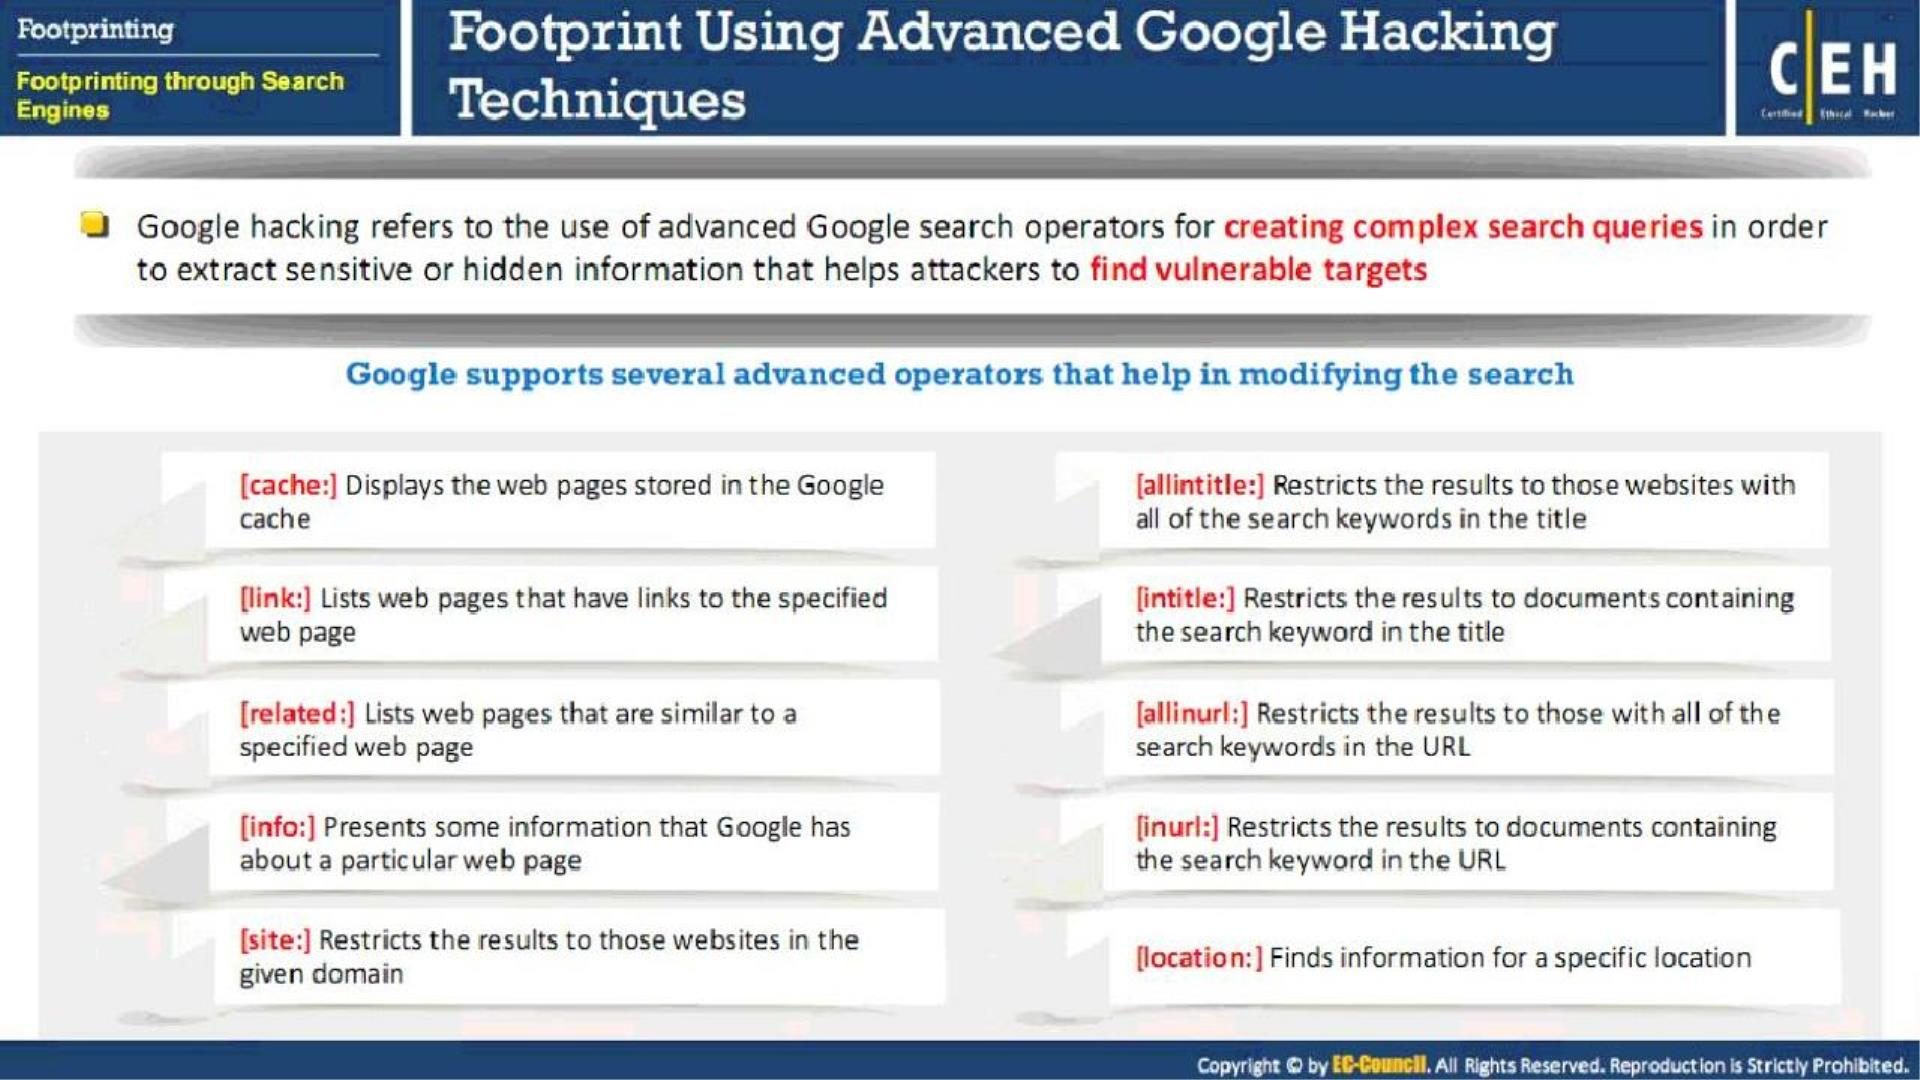 Footprinting
Footprinting through Search
Engines
Footprint Using Advanced Google Hacking
Techniques
C|EH
Certified Ethical Hacker
Google hacking refers to the use of advanced Google search operators for creating complex search queries in order
to extract sensitive or hidden information that helps attackers to find vulnerable targets
Google supports several advanced operators that help in modifying the search
[cache:] Displays the web pages stored in the Google
cache
[link:] Lists web pages that have links to the specified
web page
[related:] Lists web pages that are similar to a
specified web page
[info:] Presents some information that Google has
about a particular web page
[site:] Restricts the results to those websites in the
given domain
[allintitle:] Restricts the results to those websites with
all of the search keywords in the title
[intitle:] Restricts the results to documents containing
the search keyword in the title
[allinurl:] Restricts the results to those with all of the
search keywords in the URL
[inurl:] Restricts the results to documents containing
the search keyword in the URL
[location:] Finds information for a specific location
Copyright © by EC-Council. All Rights Reserved. Reproduction is Strictly Prohibited.